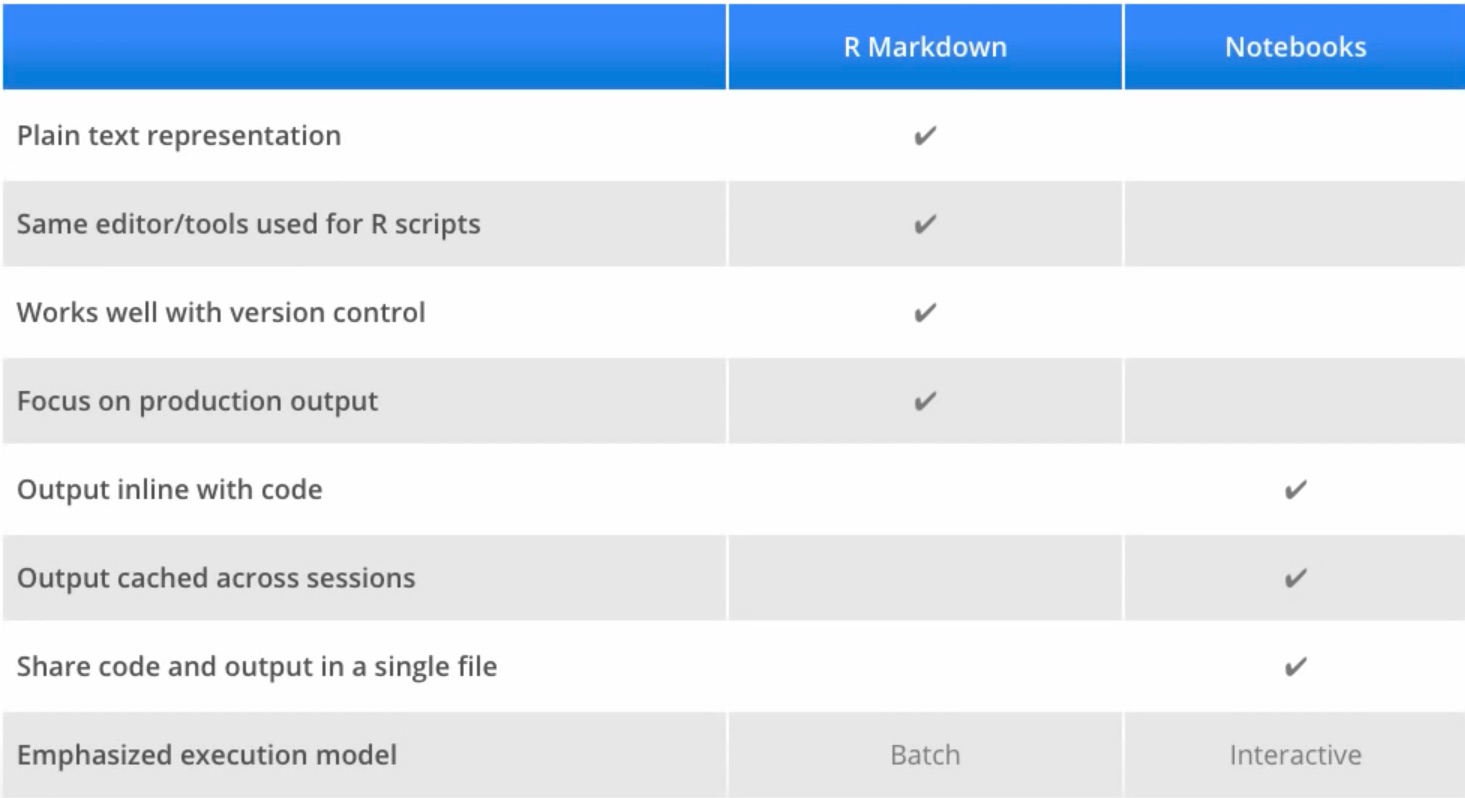 R Markdown Notebooks
Plain text representation ✔
Same editor/tools used for R scripts ✔
Works well with version control ✔
Focus on production output ✔
Output inline with code ✔
Output cached across sessions ✔
Share code and output in a single file ✔
Emphasized execution model Batch Interactive